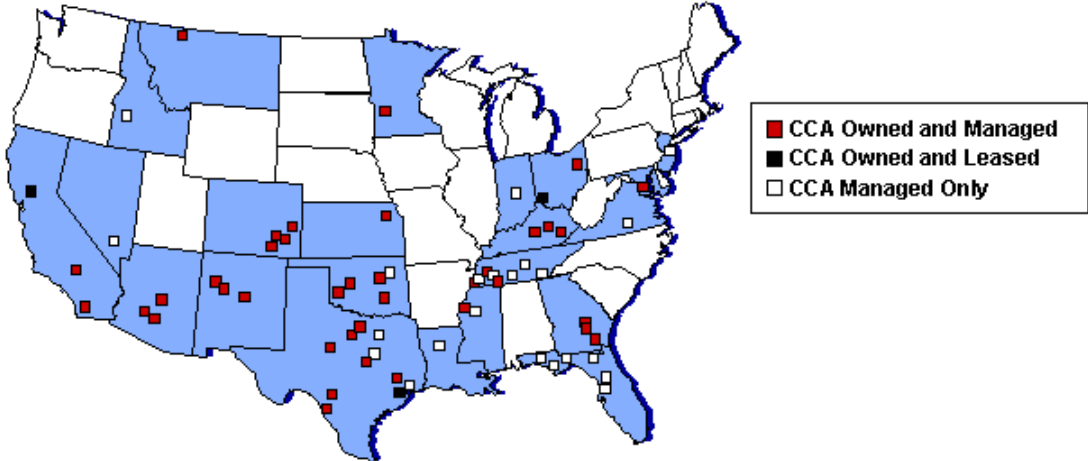 CCA Owned and Managed
CCA Owned and Leased
CCA Managed Only